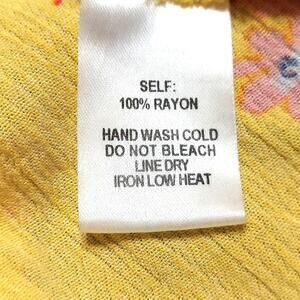 SELF:
100% RAYON
HAND WASH COLD
DO NOT BLEACH
LINE DRY
IRON LOW HEAT